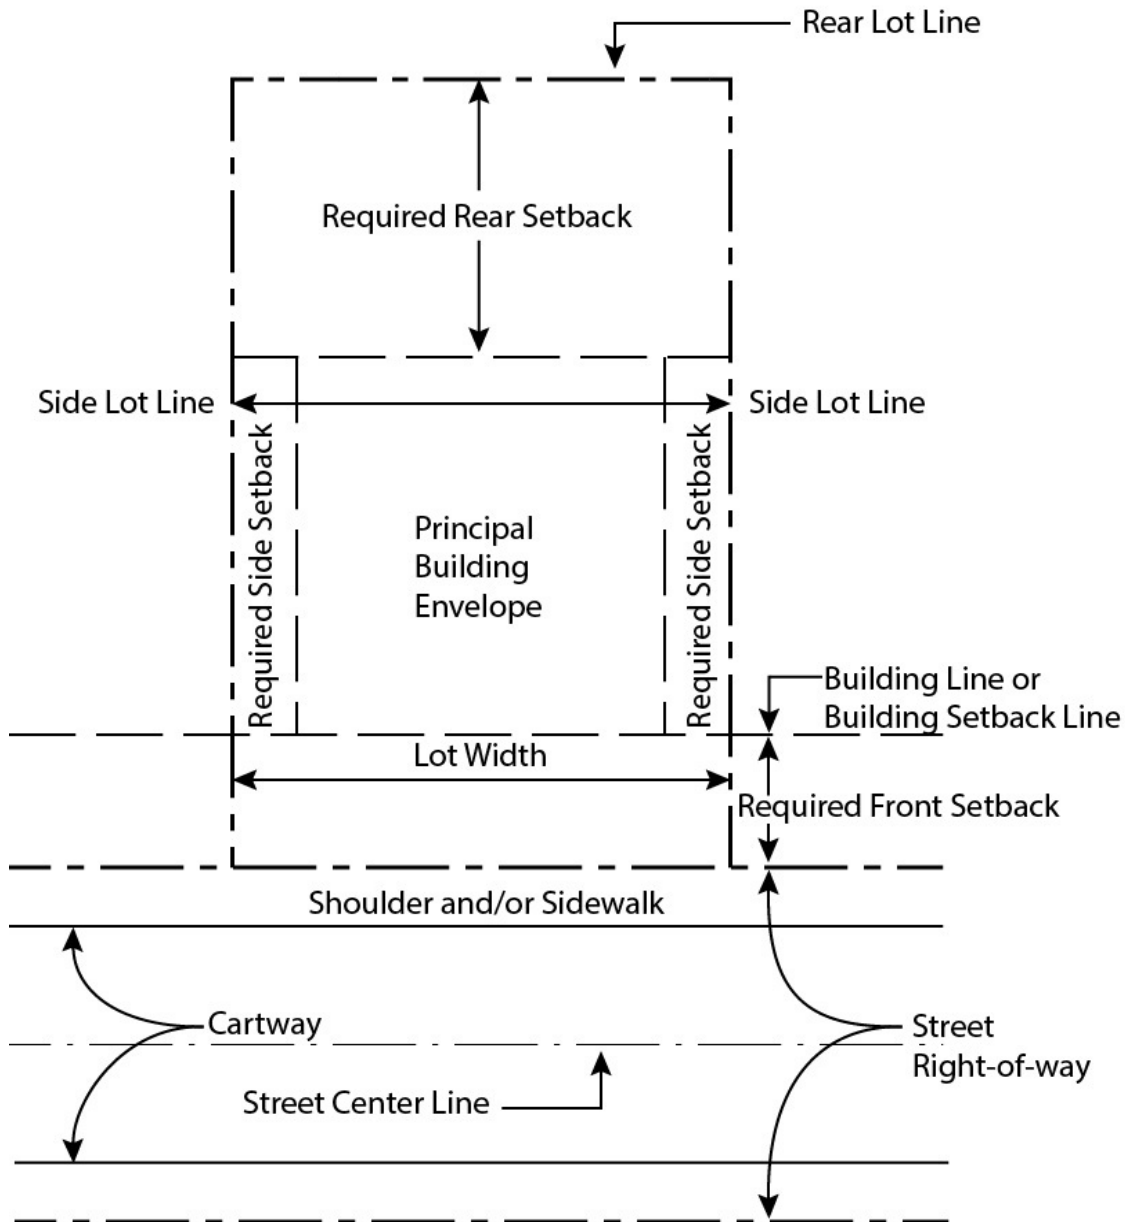 Rear Lot Line
Required Rear Setback
Side Lot Line
Side Lot Line
Required Side Setback
Required Side Setback
Principal
Building
Envelope
Building Line or
Building Setback Line
Lot Width
Required Front Setback
Shoulder and/or Sidewalk
Cartway
Street
Right-of-way
Street Center Line